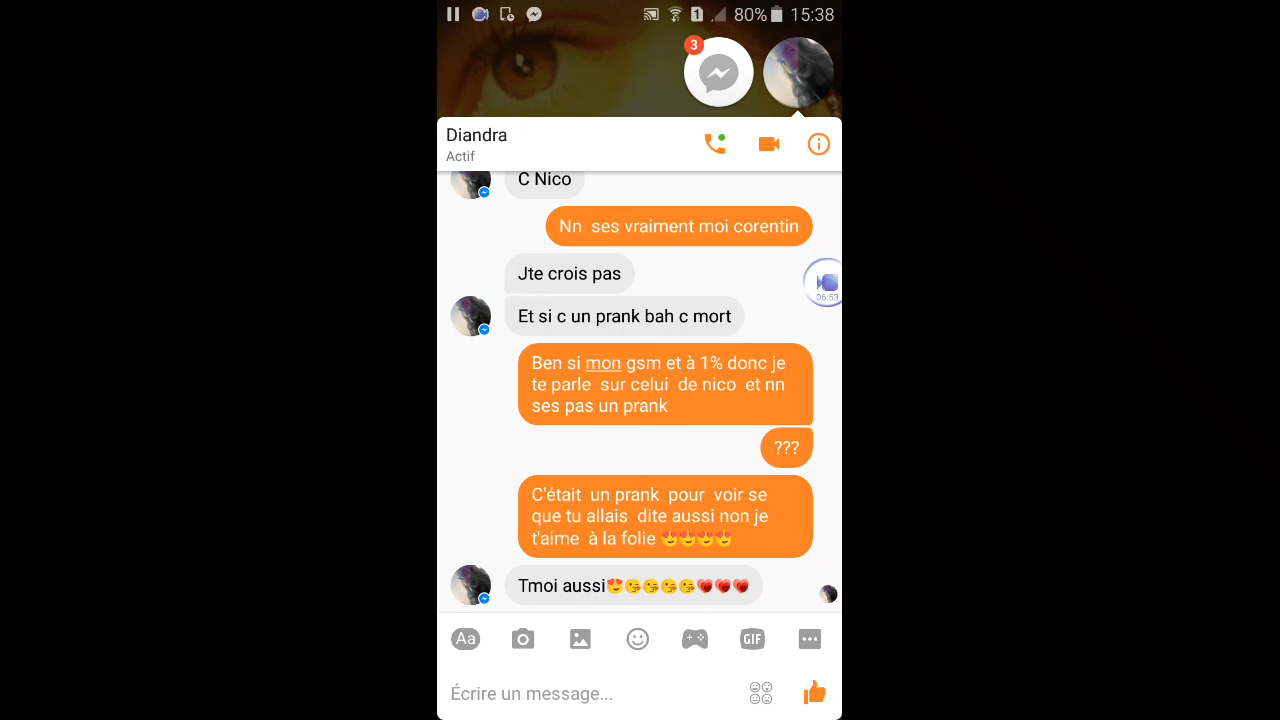 80% 15:38
3
Diandra
Actif
C Nico
Nn ses vraiment moi corentin
Jte crois pas
06:53
Et si c un prank bah c mort
Ben si mon gsm et à 1% donc je
te parle sur celui de nico et nn
ses pas un prank
???
C'était un prank pour voir se
que tu allais dite aussi non je
t'aime à la folie 😍😍😍😍
Tmoi aussi😍😘😘😘😘💗💗💗
Aa
GIF
Écrire un message...